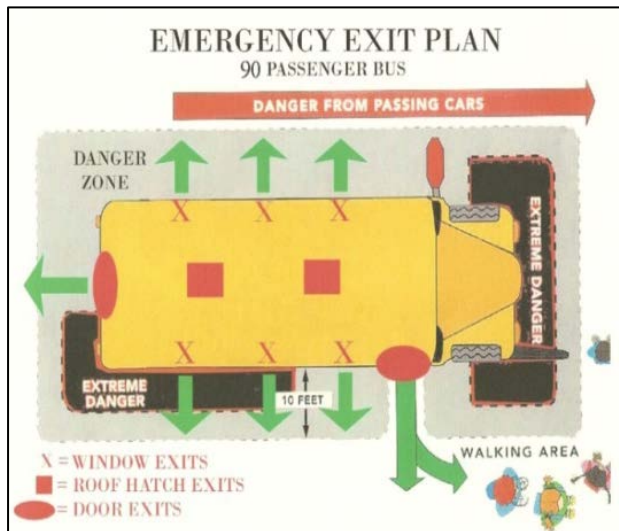 EMERGENCY EXIT PLAN
90 PASSENGER BUS
DANGER FROM PASSING CARS
DANGER
ZONE
X X X
EXTREME DANGER
X X X
EXTREME
DANGER
10 FEET
WALKING AREA
X = WINDOW EXITS
= ROOF HATCH EXITS
= DOOR EXITS